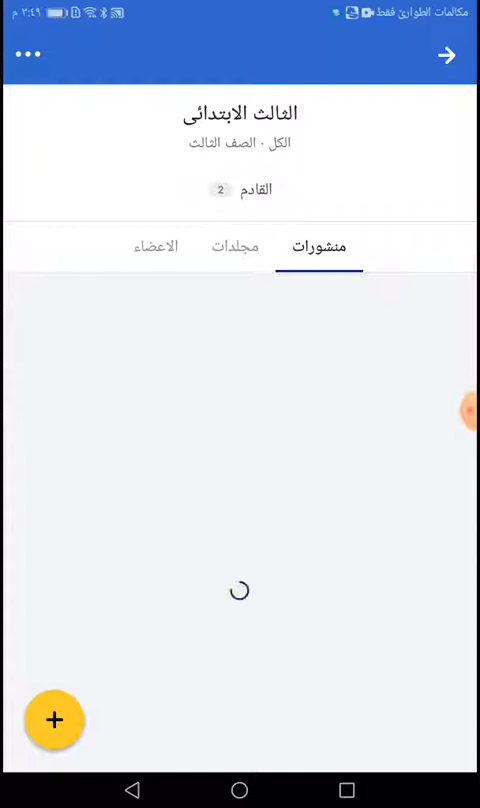 مكالمات الطوارئ فقط ٣:٤٩ م
الثالث الابتدائى
الكل · الصف الثالث
القادم 2
منشورات مجلدات الاعضاء